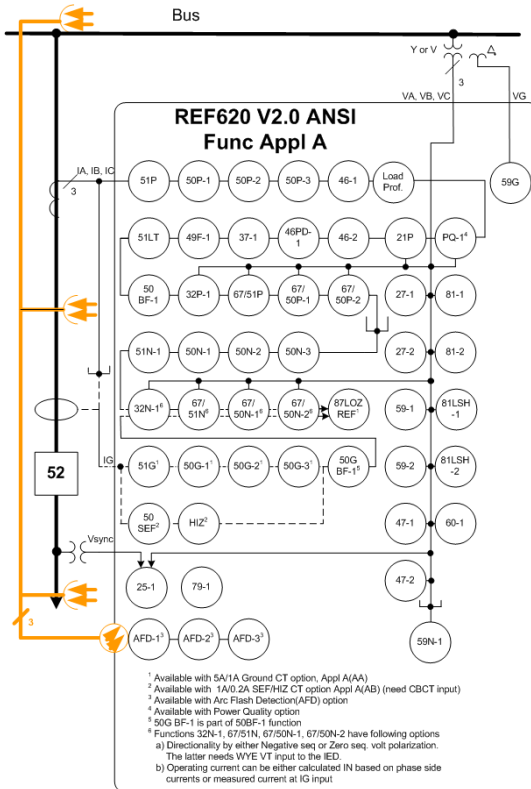 Bus
Y or V
3
VA, VB, VC
VG
REF620 V2.0 ANSI
Func Appl A
IA, IB, IC
3
51P
50P-1
50P-2
50P-3
46-1
Load
Prof.
59G
51LT
49F-1
37-1
46PD-
1
46-2
21P
PQ-1⁴
50
BF-1
32P-1
67/51P
67/
50P-1
67/
50P-2
27-1
81-1
51N-1
50N-1
50N-2
50N-3
27-2
81-2
32N-1⁶
67/
51N⁶
67/
50N-1⁶
67/
50N-2⁶
87LOZ
REF¹
59-1
81LSH
-1
IG
51G¹
50G-1¹
50G-2¹
50G-3¹
50G
BF-1⁵
59-2
81LSH
-2
52
50
SEF²
HIZ²
47-1
60-1
Vsync
25-1
79-1
47-2
3
AFD-1³
AFD-2³
AFD-3³
59N-1
¹ Available with 5A/1A Ground CT option, Appl A(AA)
² Available with 1A/0.2A SEF/HIZ CT option Appl A(AB) (need CBCT input)
³ Available with Arc Flash Detection(AFD) option
⁴ Available with Power Quality option
⁵ 50G BF-1 is part of 50BF-1 function
⁶ Functions 32N-1, 67/51N, 67/50N-1, 67/50N-2 have following options
a) Directionality by either Negative seq or Zero seq. volt polarization.
The latter needs WYE VT input to the IED.
b) Operating current can be either calculated IN based on phase side
currents or measured current at IG input